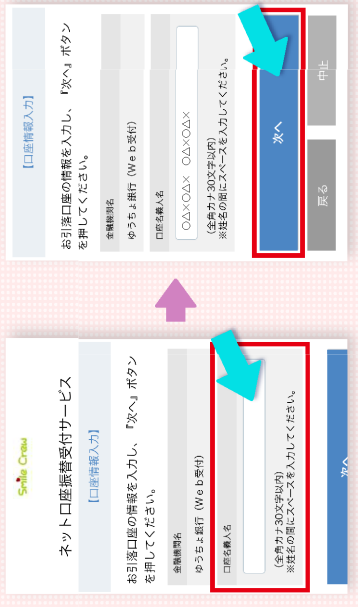 Smile Craw
ネット口座振替受付サービス
【口座情報入力】
お引落口座の情報を入力し、『次へ』ボタン
を押してください。
金融機関名
ゆうちょ銀行（Ｗｅｂ受付）
口座名義人名
（全角カナ30文字以内）
※姓名の間にスペースを入力してください。
次へ
【口座情報入力】
お引落口座の情報を入力し、『次へ』ボタン
を押してください。
金融機関名
ゆうちょ銀行（Ｗｅｂ受付）
口座名義人名
○△×○△×　○△×○△×
（全角カナ30文字以内）
※姓名の間にスペースを入力してください。
次へ
戻る
中止